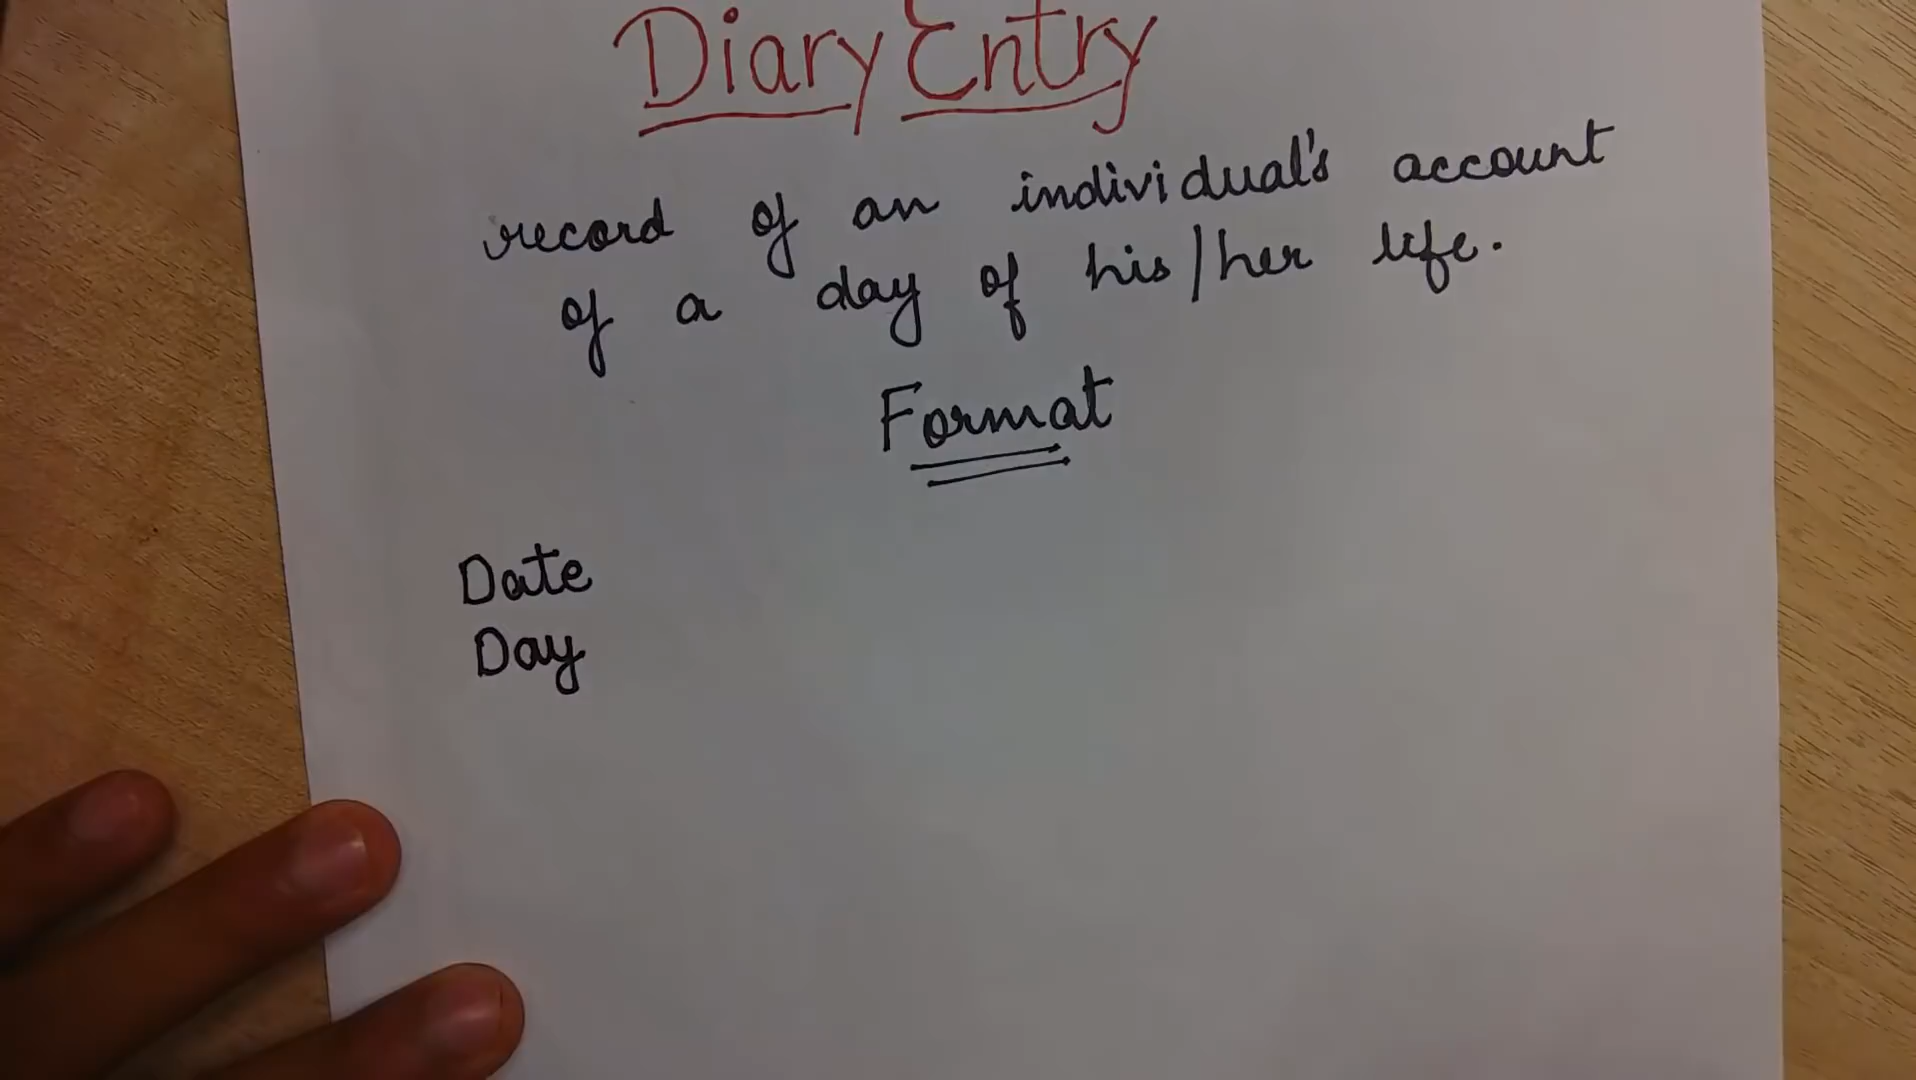 Diary Entry
record of an individual's account
of a day of his/her life.
Format
Date
Day